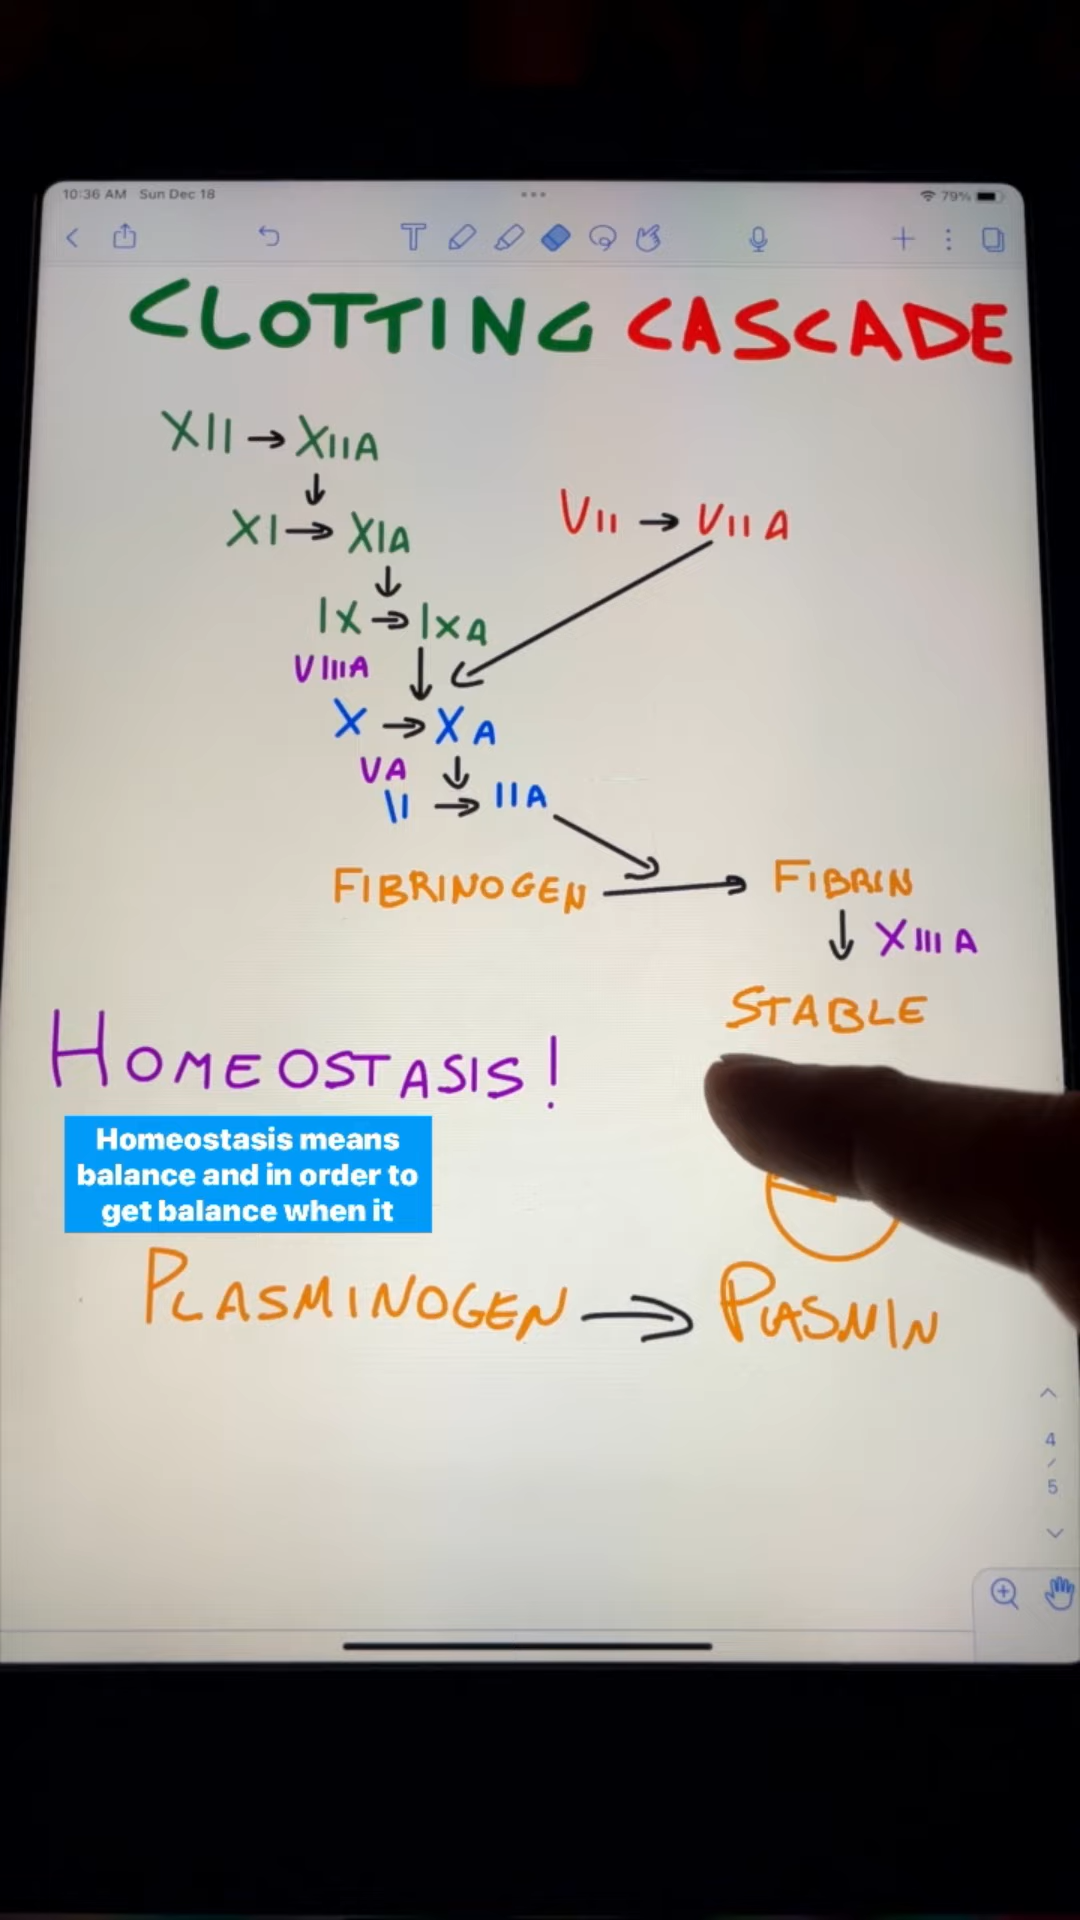 10:36 AM Sun Dec 18
79%
CLOTTING CASCADE
XII → XIIA
↓
XI → XIA
VII → VIIA
↓
IX → IXA
VIIIA ↓
X → XA
VA ↓
II → IIA
FIBRINOGEN → FIBRIN
↓ XIIIA
STABLE
HOMEOSTASIS!
Homeostasis means
balance and in order to
get balance when it
PLASMINOGEN → PLASMIN
4
/
5